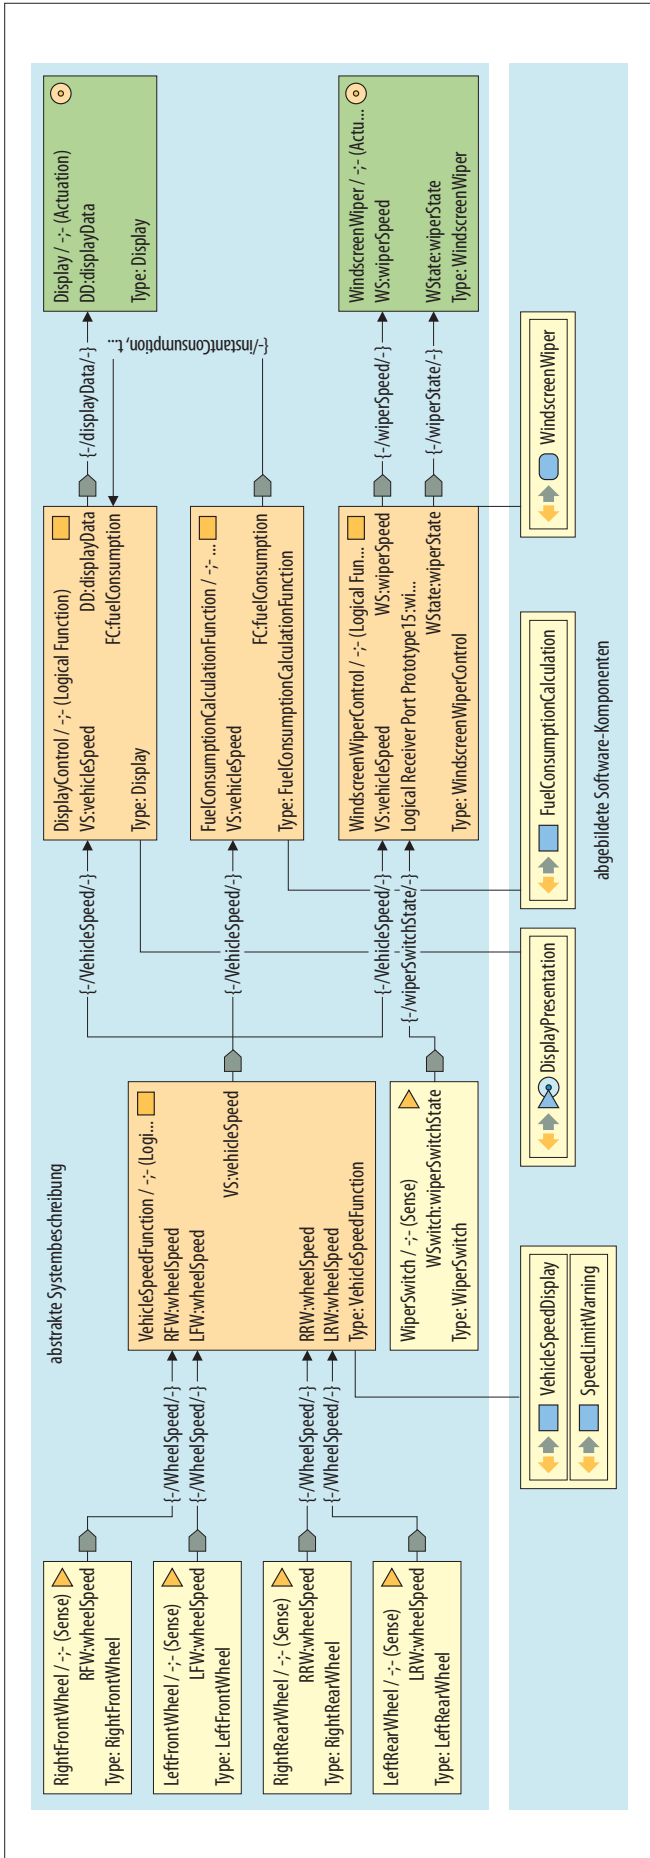 abstrakte Systembeschreibung
RightFrontWheel / -;- (Sense)
RFW:wheelSpeed
Type: RightFrontWheel
LeftFrontWheel / -;- (Sense)
LFW:wheelSpeed
Type: LeftFrontWheel
RightRearWheel / -;- (Sense)
RRW:wheelSpeed
Type: RightRearWheel
LeftRearWheel / -;- (Sense)
LRW:wheelSpeed
Type: LeftRearWheel
{-/WheelSpeed/-}
{-/WheelSpeed/-}
{-/WheelSpeed/-}
{-/WheelSpeed/-}
VehicleSpeedFunction / -;- (Logi...
RFW:wheelSpeed
LFW:wheelSpeed
VS:vehicleSpeed
RRW:wheelSpeed
LRW:wheelSpeed
Type: VehicleSpeedFunction
WiperSwitch / -;- (Sense)
WSwitch:wiperSwitchState
Type: WiperSwitch
{-/VehicleSpeed/-}
{-/VehicleSpeed/-}
{-/VehicleSpeed/-}
{-/wiperSwitchState/-}
DisplayControl / -;- (Logical Function)
VS:vehicleSpeed
DD:displayData
FC:fuelConsumption
Type: Display
FuelConsumptionCalculationFunction / -;- ...
VS:vehicleSpeed
FC:fuelConsumption
Type: FuelConsumptionCalculationFunction
WindscreenWiperControl / -;- (Logical Fun...
VS:vehicleSpeed
WS:wiperSpeed
Logical Receiver Port Prototype15:wi...
WState:wiperState
Type: WindscreenWiperControl
{-/displayData/-}
{-/instantConsumption, t...
{-/wiperSpeed/-}
{-/wiperState/-}
Display / -;- (Actuation)
DD:displayData
Type: Display
WindscreenWiper / -;- (Actu...
WS:wiperSpeed
WState:wiperState
Type: WindscreenWiper
VehicleSpeedDisplay
SpeedLimitWarning
DisplayPresentation
FuelConsumptionCalculation
WindscreenWiper
abgebildete Software-Komponenten